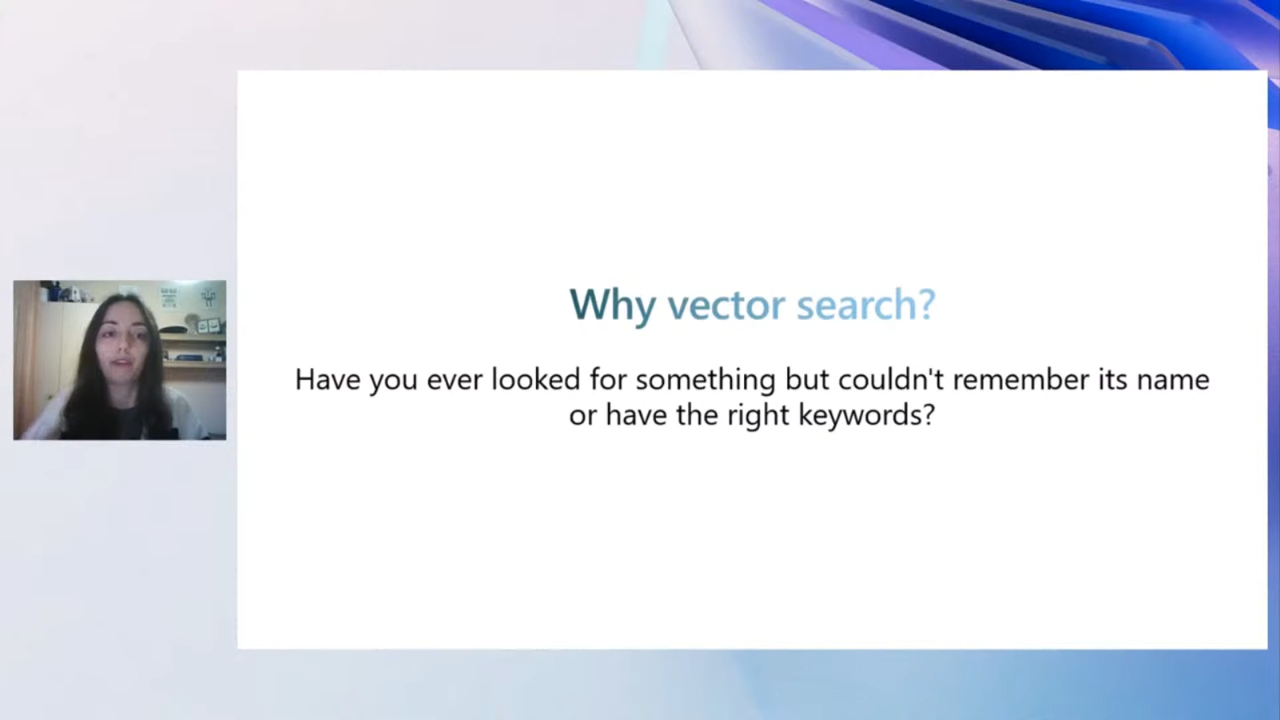 Why vector search?
Have you ever looked for something but couldn't remember its name
or have the right keywords?